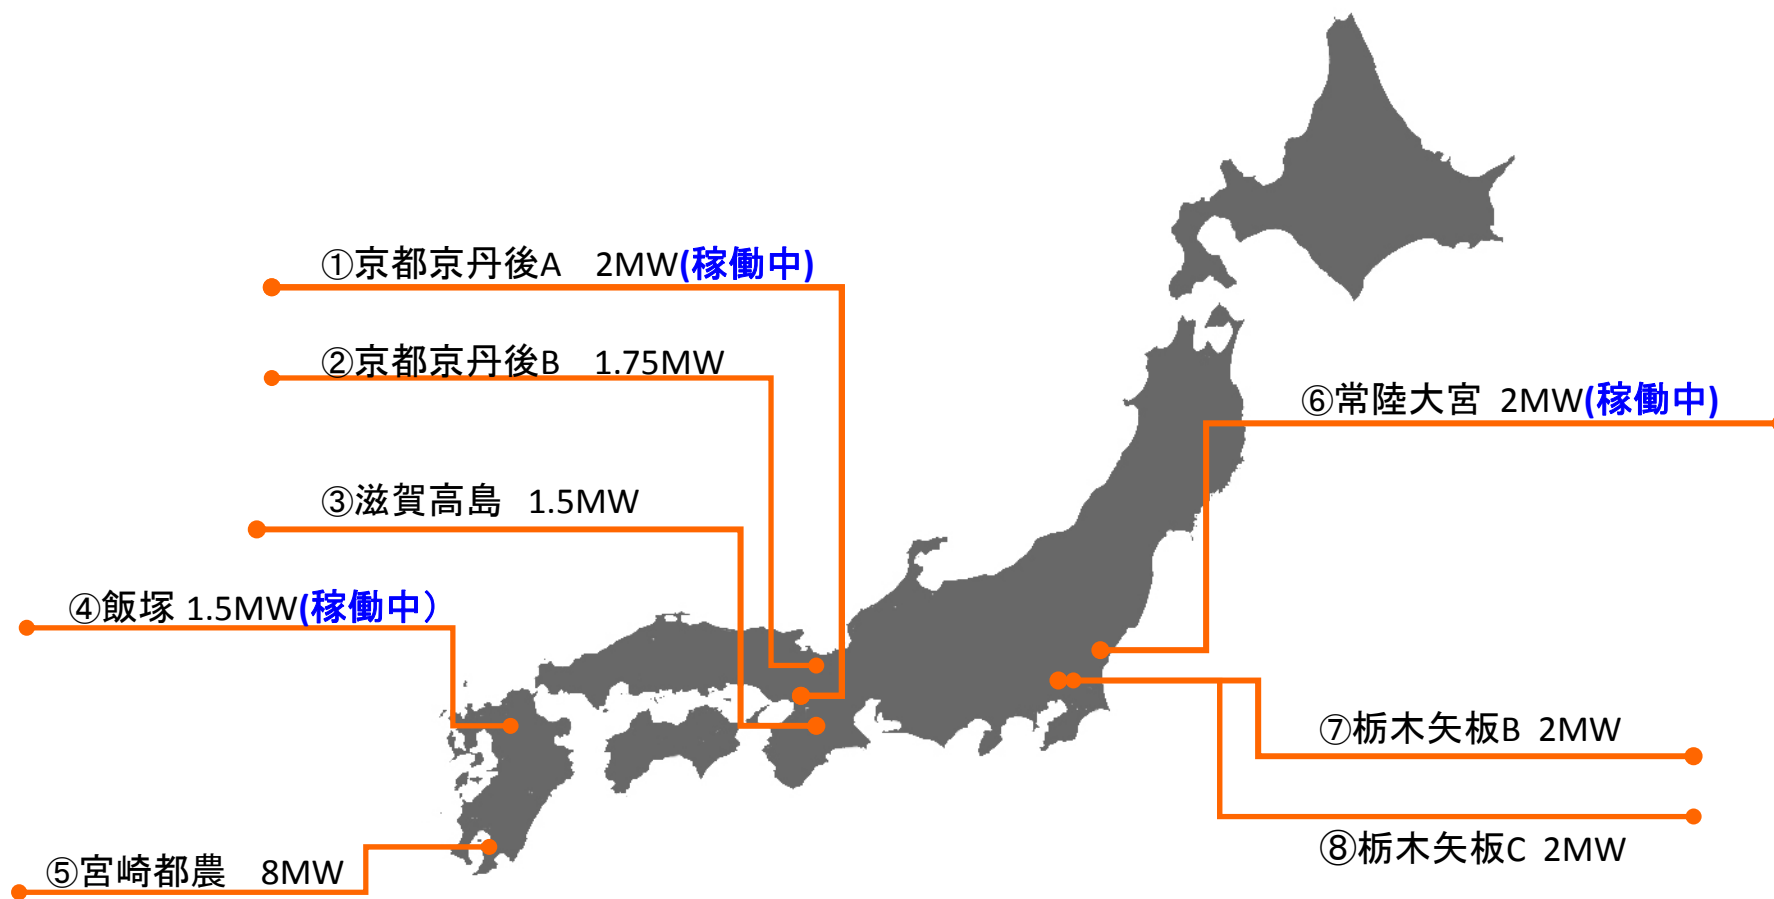 ①京都京丹後A　2MW(稼働中)
②京都京丹後B　1.75MW
③滋賀高島 1.5MW
④飯塚 1.5MW(稼働中）
⑤宮崎都農　8MW
⑥常陸大宮 2MW(稼働中)
⑦栃木矢板B 2MW
⑧栃木矢板C 2MW